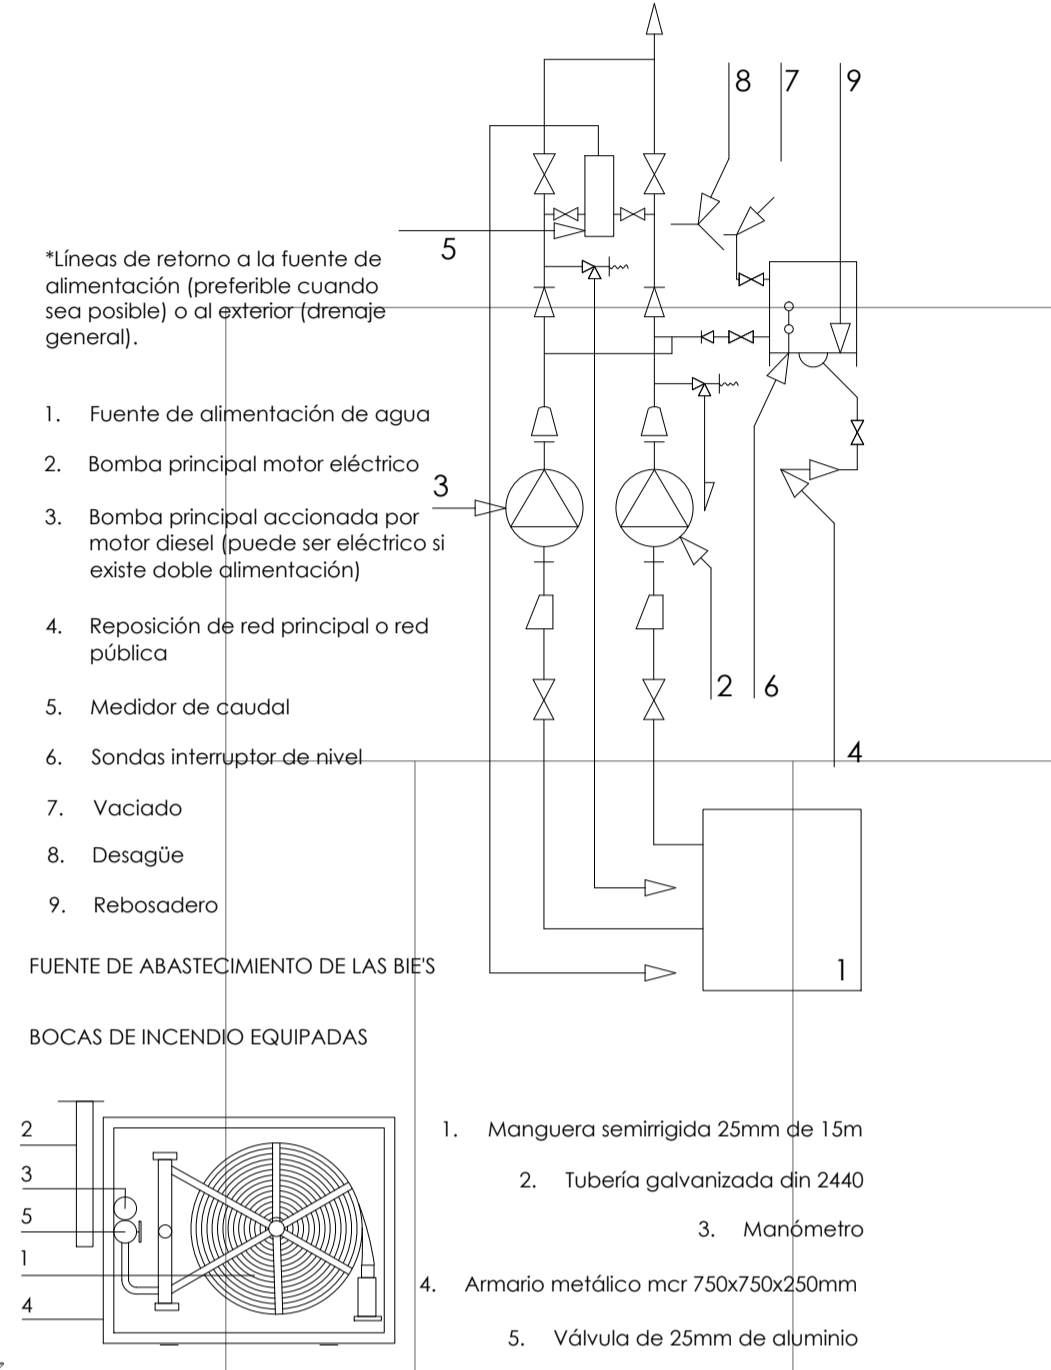 8 7 9
5
*Líneas de retorno a la fuente de
alimentación (preferible cuando
sea posible) o al exterior (drenaje
general).
1. Fuente de alimentación de agua
2. Bomba principal motor eléctrico
3
3. Bomba principal accionada por
motor diesel (puede ser eléctrico si
existe doble alimentación)
4. Reposición de red principal o red
pública
2 6
5. Medidor de caudal
6. Sondas interruptor de nivel
4
7. Vaciado
8. Desagüe
9. Rebosadero
1
FUENTE DE ABASTECIMIENTO DE LAS BIE'S
BOCAS DE INCENDIO EQUIPADAS
2
3
5
1
4
1. Manguera semirrigida 25mm de 15m
2. Tubería galvanizada din 2440
3. Manómetro
4. Armario metálico mcr 750x750x250mm
5. Válvula de 25mm de aluminio